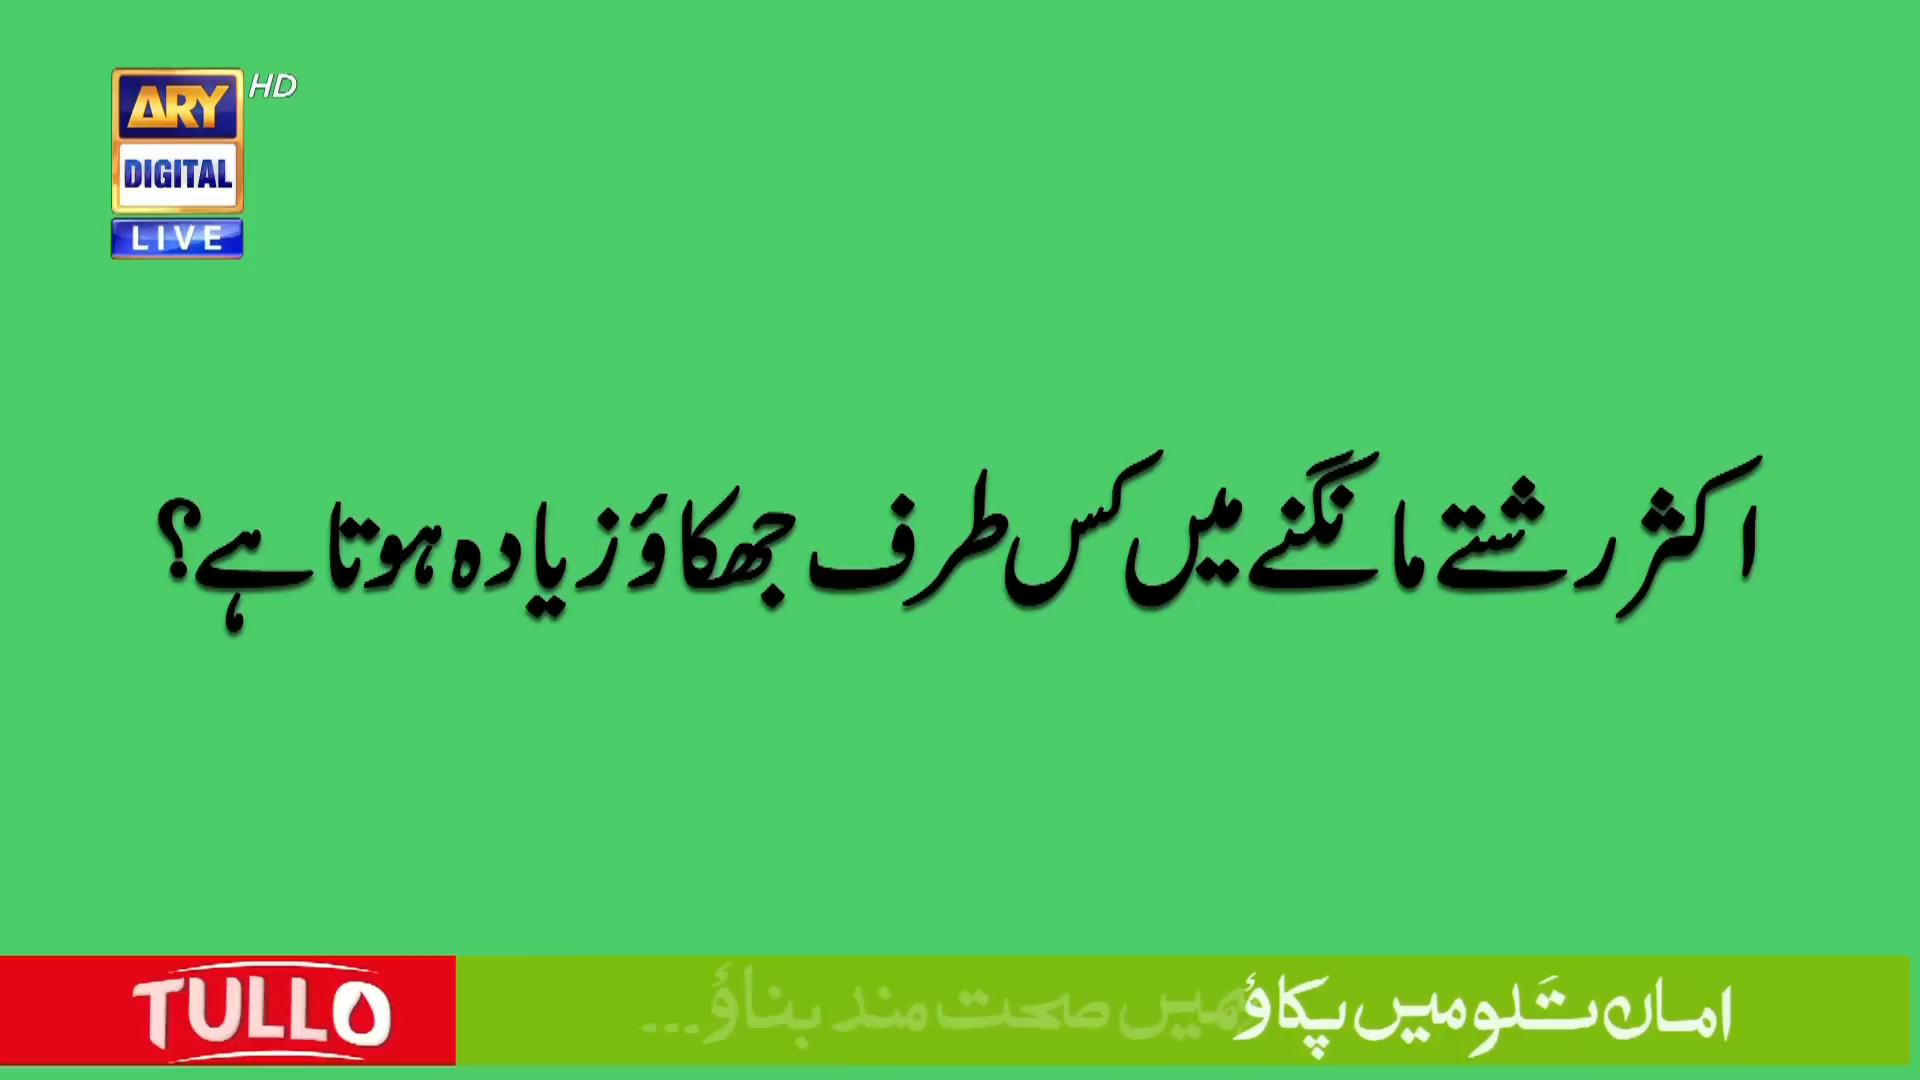 ARY HD
DIGITAL
LIVE
اکثر رشتے مانگنے میں کس طرف جھکاؤ زیادہ ہوتا ہے؟
TULLO
اماں تَلو میں پکاؤ ہمیں صحت مند بناؤ...